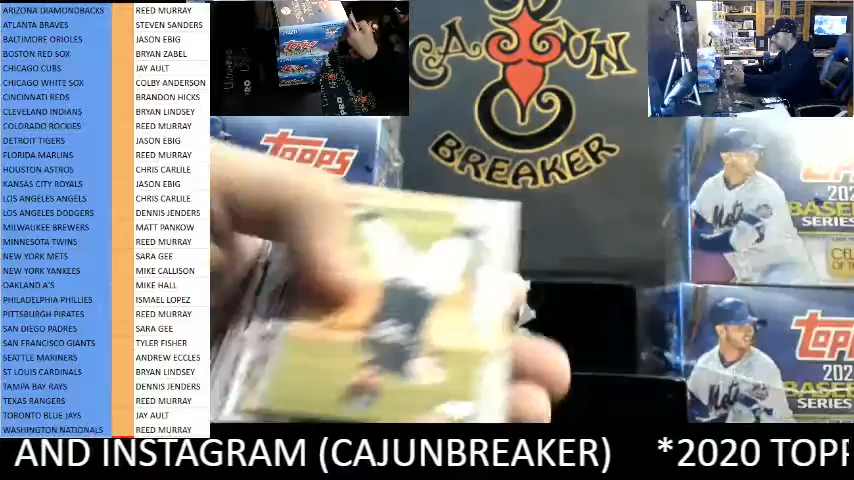 ARIZONA DIAMONDBACKS REED MURRAY
ATLANTA BRAVES STEVEN SANDERS
BALTIMORE ORIOLES JASON EBIG
BOSTON RED SOX BRYAN ZABEL
CHICAGO CUBS JAY AULT
CHICAGO WHITE SOX COLBY ANDERSON
CINCINNATI REDS BRANDON HICKS
CLEVELAND INDIANS BRYAN LINDSEY
COLORADO ROCKIES REED MURRAY
DETROIT TIGERS JASON EBIG
FLORIDA MARLINS REED MURRAY
HOUSTON ASTROS CHRIS CARLILE
KANSAS CITY ROYALS JASON EBIG
LOS ANGELES ANGELS CHRIS CARLILE
LOS ANGELES DODGERS DENNIS JENDERS
MILWAUKEE BREWERS MATT PANKOW
MINNESOTA TWINS REED MURRAY
NEW YORK METS SARA GEE
NEW YORK YANKEES MIKE CALLISON
OAKLAND A'S MIKE HALL
PHILADELPHIA PHILLIES ISMAEL LOPEZ
PITTSBURGH PIRATES REED MURRAY
SAN DIEGO PADRES SARA GEE
SAN FRANCISCO GIANTS TYLER FISHER
SEATTLE MARINERS ANDREW ECCLES
ST LOUIS CARDINALS BRYAN LINDSEY
TAMPA BAY RAYS DENNIS JENDERS
TEXAS RANGERS REED MURRAY
TORONTO BLUE JAYS JAY AULT
WASHINGTON NATIONALS REED MURRAY
2020
Topps
CAJUN
BREAKER
Topps
Mets
202
BASEB
SERIES
Mets
Topp
202
BASEB
SERIES
AND INSTAGRAM (CAJUNBREAKER) *2020 TOPP